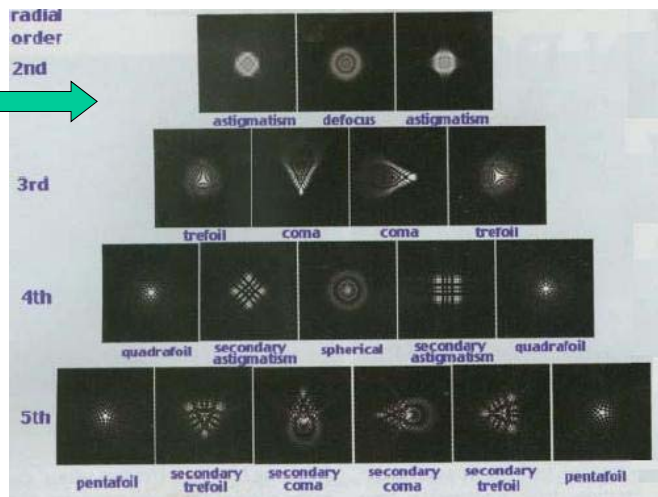 radial
order
2nd
astigmatism defocus astigmatism
3rd
trefoil coma coma trefoil
4th
quadrafoil secondary astigmatism spherical secondary astigmatism quadrafoil
5th
pentafoil secondary trefoil secondary coma secondary coma secondary trefoil pentafoil